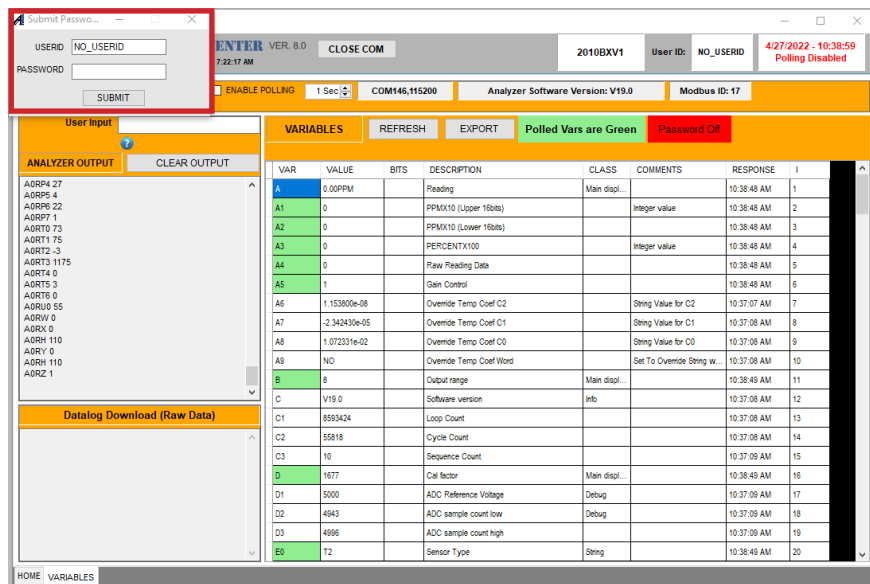 Submit Passwo...
USERID NO_USERID
PASSWORD
SUBMIT
ENTER VER. 8.0
7:22:17 AM
CLOSE COM
2010BXV1
User ID: NO_USERID
4/27/2022 - 10:38:59
Polling Disabled
ENABLE POLLING 1 Sec COM146,115200 Analyzer Software Version: V19.0 Modbus ID: 17
User Input
?
ANALYZER OUTPUT CLEAR OUTPUT
A0RP4 27
A0RP5 4
A0RP6 22
A0RP7 1
A0RT0 73
A0RT1 75
A0RT2 -3
A0RT3 1175
A0RT4 0
A0RT5 3
A0RT6 0
A0RU0 55
A0RW 0
A0RX 0
A0RH 110
A0RY 0
A0RH 110
A0RZ 1
Datalog Download (Raw Data)
VARIABLES REFRESH EXPORT Polled Vars are Green Password Off
VAR VALUE BITS DESCRIPTION CLASS COMMENTS RESPONSE I
A 0.00PPM Reading Main displ... 10:38:48 AM 1
A1 0 PPMX10 (Upper 16bits) Integer value 10:38:48 AM 2
A2 0 PPMX10 (Lower 16bits) 10:38:48 AM 3
A3 0 PERCENTX100 Integer value 10:38:48 AM 4
A4 0 Raw Reading Data 10:38:48 AM 5
A5 1 Gain Control 10:38:48 AM 6
A6 1.153800e-08 Override Temp Coef C2 String Value for C2 10:37:07 AM 7
A7 -2.342430e-05 Override Temp Coef C1 String Value for C1 10:37:08 AM 8
A8 1.072331e-02 Override Temp Coef C0 String Value for C0 10:37:08 AM 9
A9 NO Override Temp Coef Word Set To Override String w... 10:37:08 AM 10
B 8 Output range Main displ... 10:38:49 AM 11
C V19.0 Software version Info 10:37:08 AM 12
C1 8593424 Loop Count 10:37:08 AM 13
C2 55818 Cycle Count 10:37:08 AM 14
C3 10 Sequence Count 10:37:09 AM 15
D 1677 Cal factor Main displ... 10:38:49 AM 16
D1 5000 ADC Reference Voltage Debug 10:37:09 AM 17
D2 4943 ADC sample count low Debug 10:37:09 AM 18
D3 4996 ADC sample count high 10:37:09 AM 19
E0 T2 Sensor Type String 10:38:49 AM 20
HOME VARIABLES